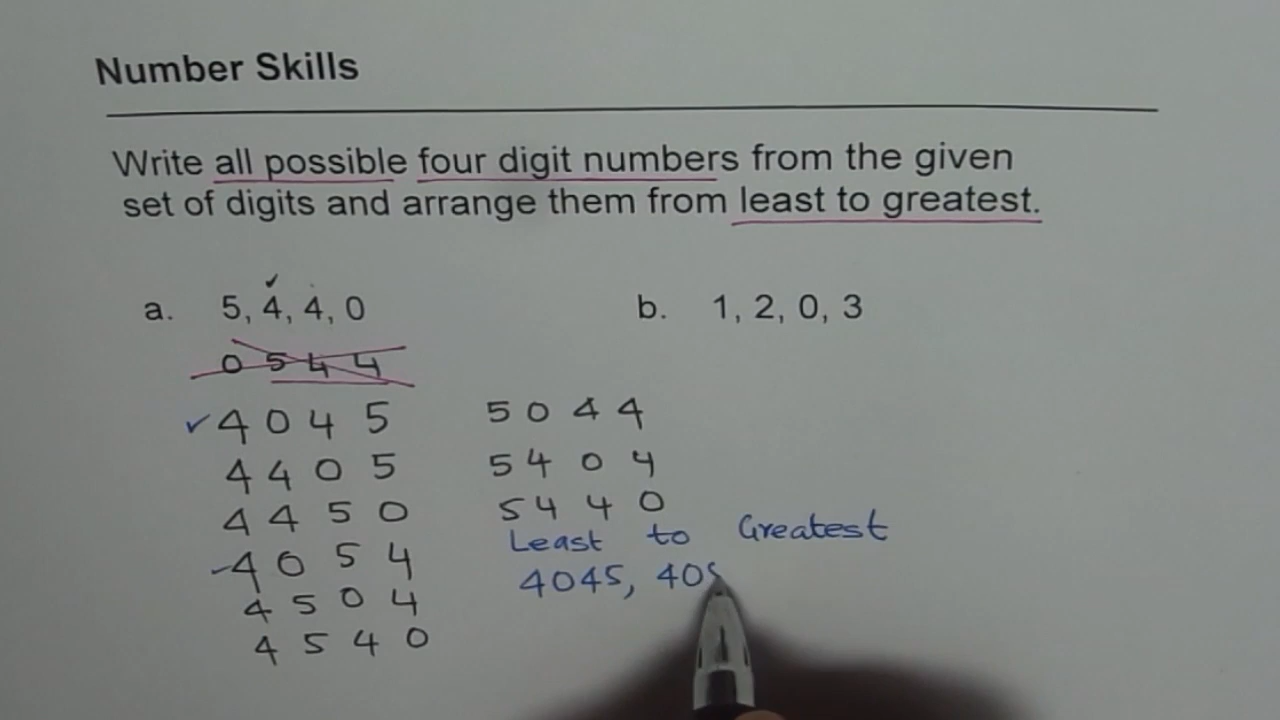 Number Skills
Write all possible four digit numbers from the given
set of digits and arrange them from least to greatest.
a. 5, 4, 4, 0
b. 1, 2, 0, 3
0 5 4 4
4 0 4 5
4 4 0 5
4 4 5 0
4 0 5 4
4 5 0 4
4 5 4 0
5 0 4 4
5 4 0 4
5 4 4 0
Least to Greatest
4045, 405